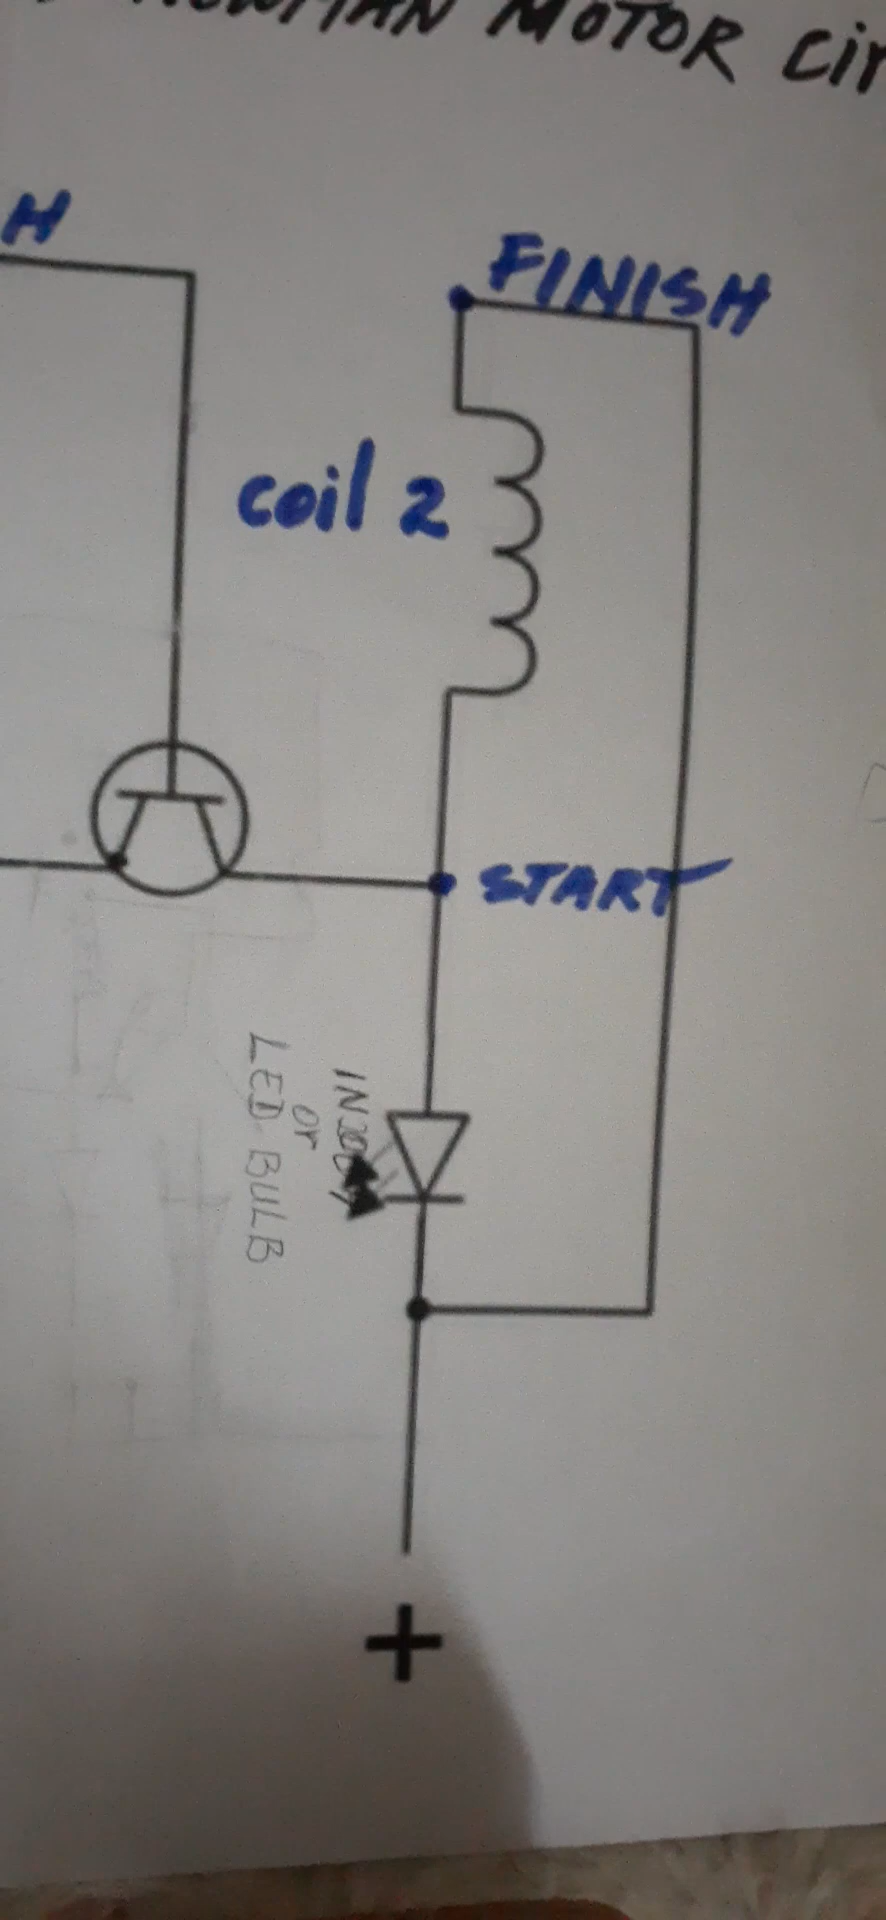 MOTOR
H
FINISH
coil 2
START
or
LED BULB
+